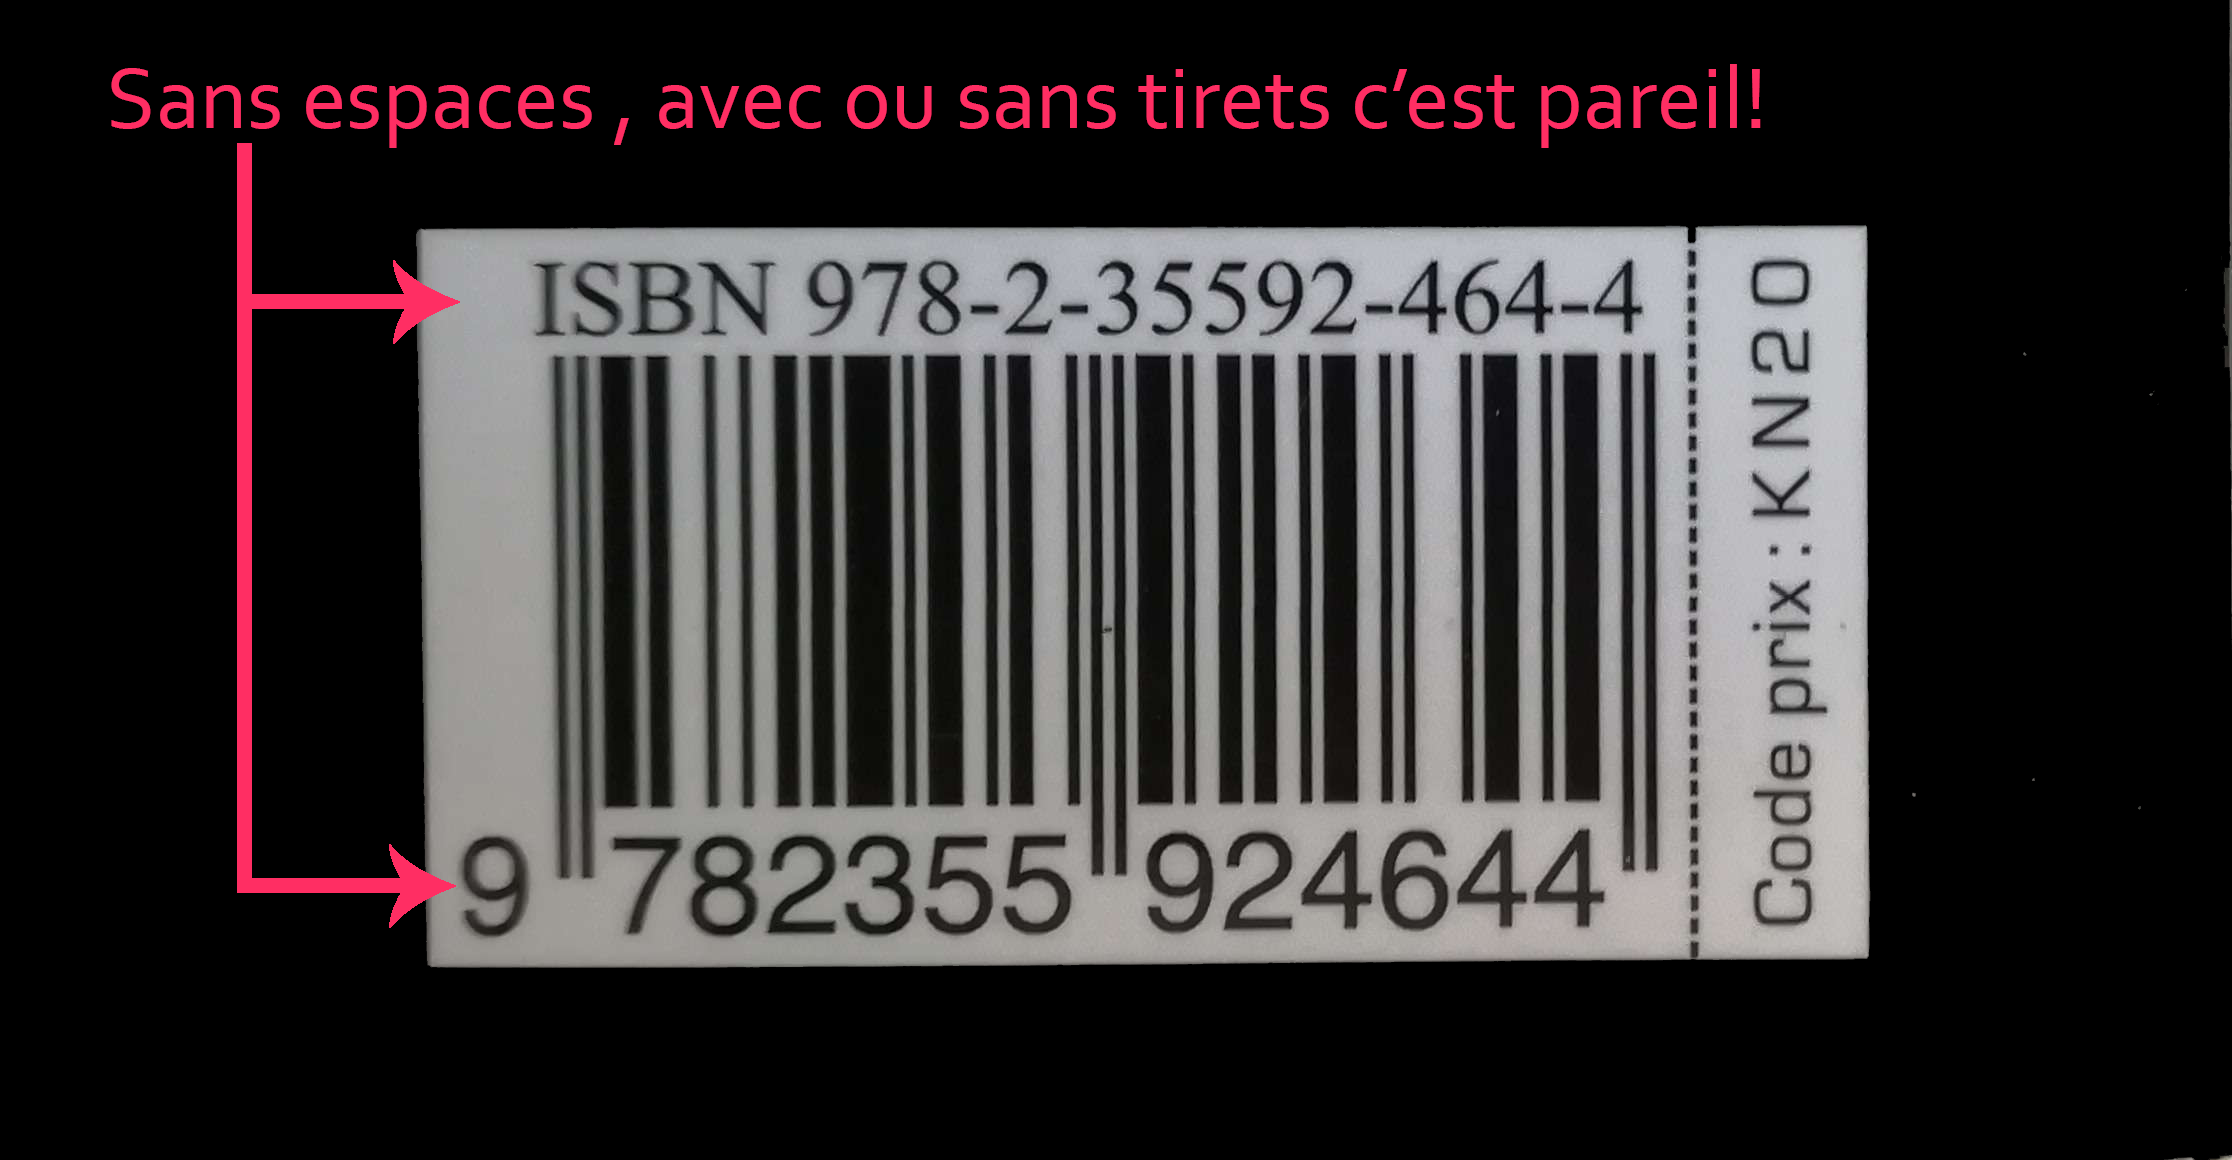 Sans espaces , avec ou sans tirets c’est pareil!
ISBN 978-2-35592-464-4
9 782355 924644
Code prix : KN20